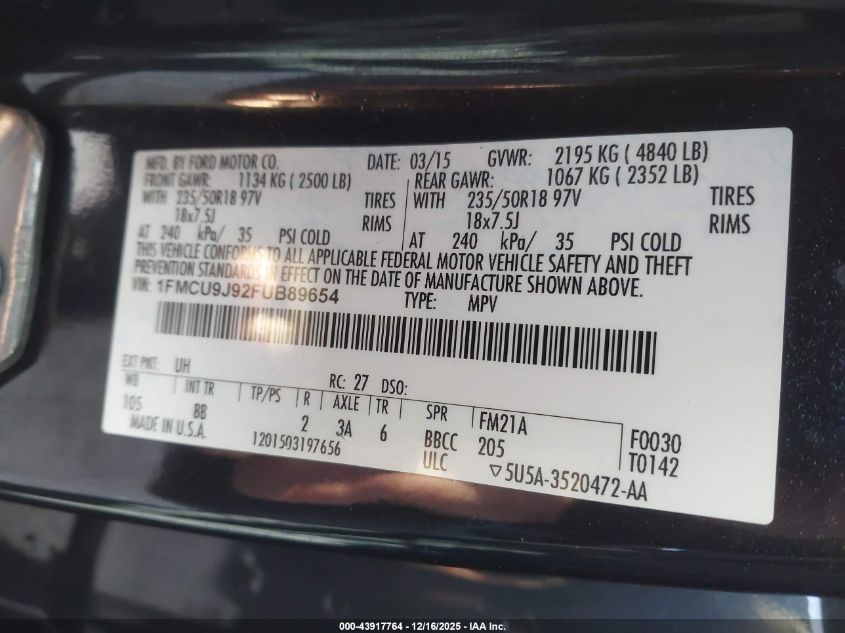 MFD. BY FORD MOTOR CO. DATE: 03/15 GVWR: 2195 KG ( 4840 LB)
FRONT GAWR: 1134 KG ( 2500 LB) REAR GAWR: 1067 KG ( 2352 LB)
WITH 235/50R18 97V TIRES WITH 235/50R18 97V TIRES
18x7.5J RIMS 18x7.5J RIMS
AT 240 kPa/ 35 PSI COLD AT 240 kPa/ 35 PSI COLD
THIS VEHICLE CONFORMS TO ALL APPLICABLE FEDERAL MOTOR VEHICLE SAFETY AND THEFT
PREVENTION STANDARDS IN EFFECT ON THE DATE OF MANUFACTURE SHOWN ABOVE.
VIN: 1FMCU9J92FUB89654 TYPE: MPV
EXT PNT: UH RC: 27 DSO:
WB INT TR TP/PS R AXLE TR SPR FM21A F0030
105 8B 2 3A 6 BBCC 205 T0142
MADE IN U.S.A. 1201503197656 ULC ▽5U5A-3520472-AA
000-43917764 - 12/16/2025 - IAA Inc.